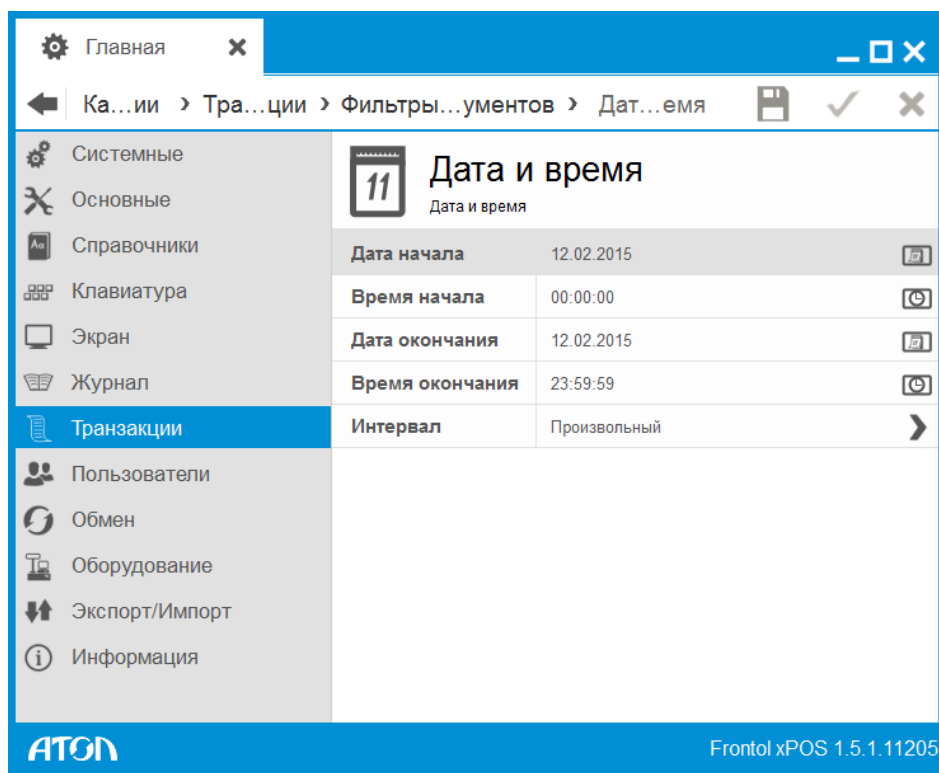 Главная
Ка...ии › Тра...ции › Фильтры...ументов › Дат...емя
Системные
Основные
Справочники
Клавиатура
Экран
Журнал
Транзакции
Пользователи
Обмен
Оборудование
Экспорт/Импорт
Информация
11
Дата и время
Дата и время
Дата начала 12.02.2015
Время начала 00:00:00
Дата окончания 12.02.2015
Время окончания 23:59:59
Интервал Произвольный
АТОЛ
Frontol xPOS 1.5.1.11205